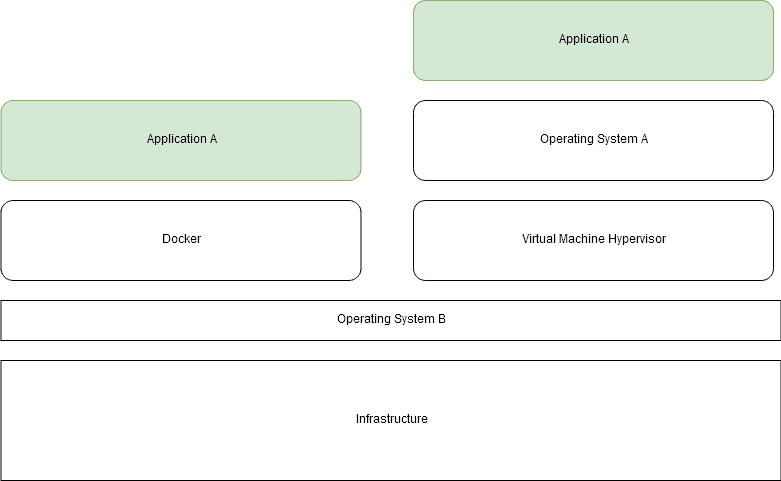 Application A
Application A
Operating System A
Docker
Virtual Machine Hypervisor
Operating System B
Infrastructure